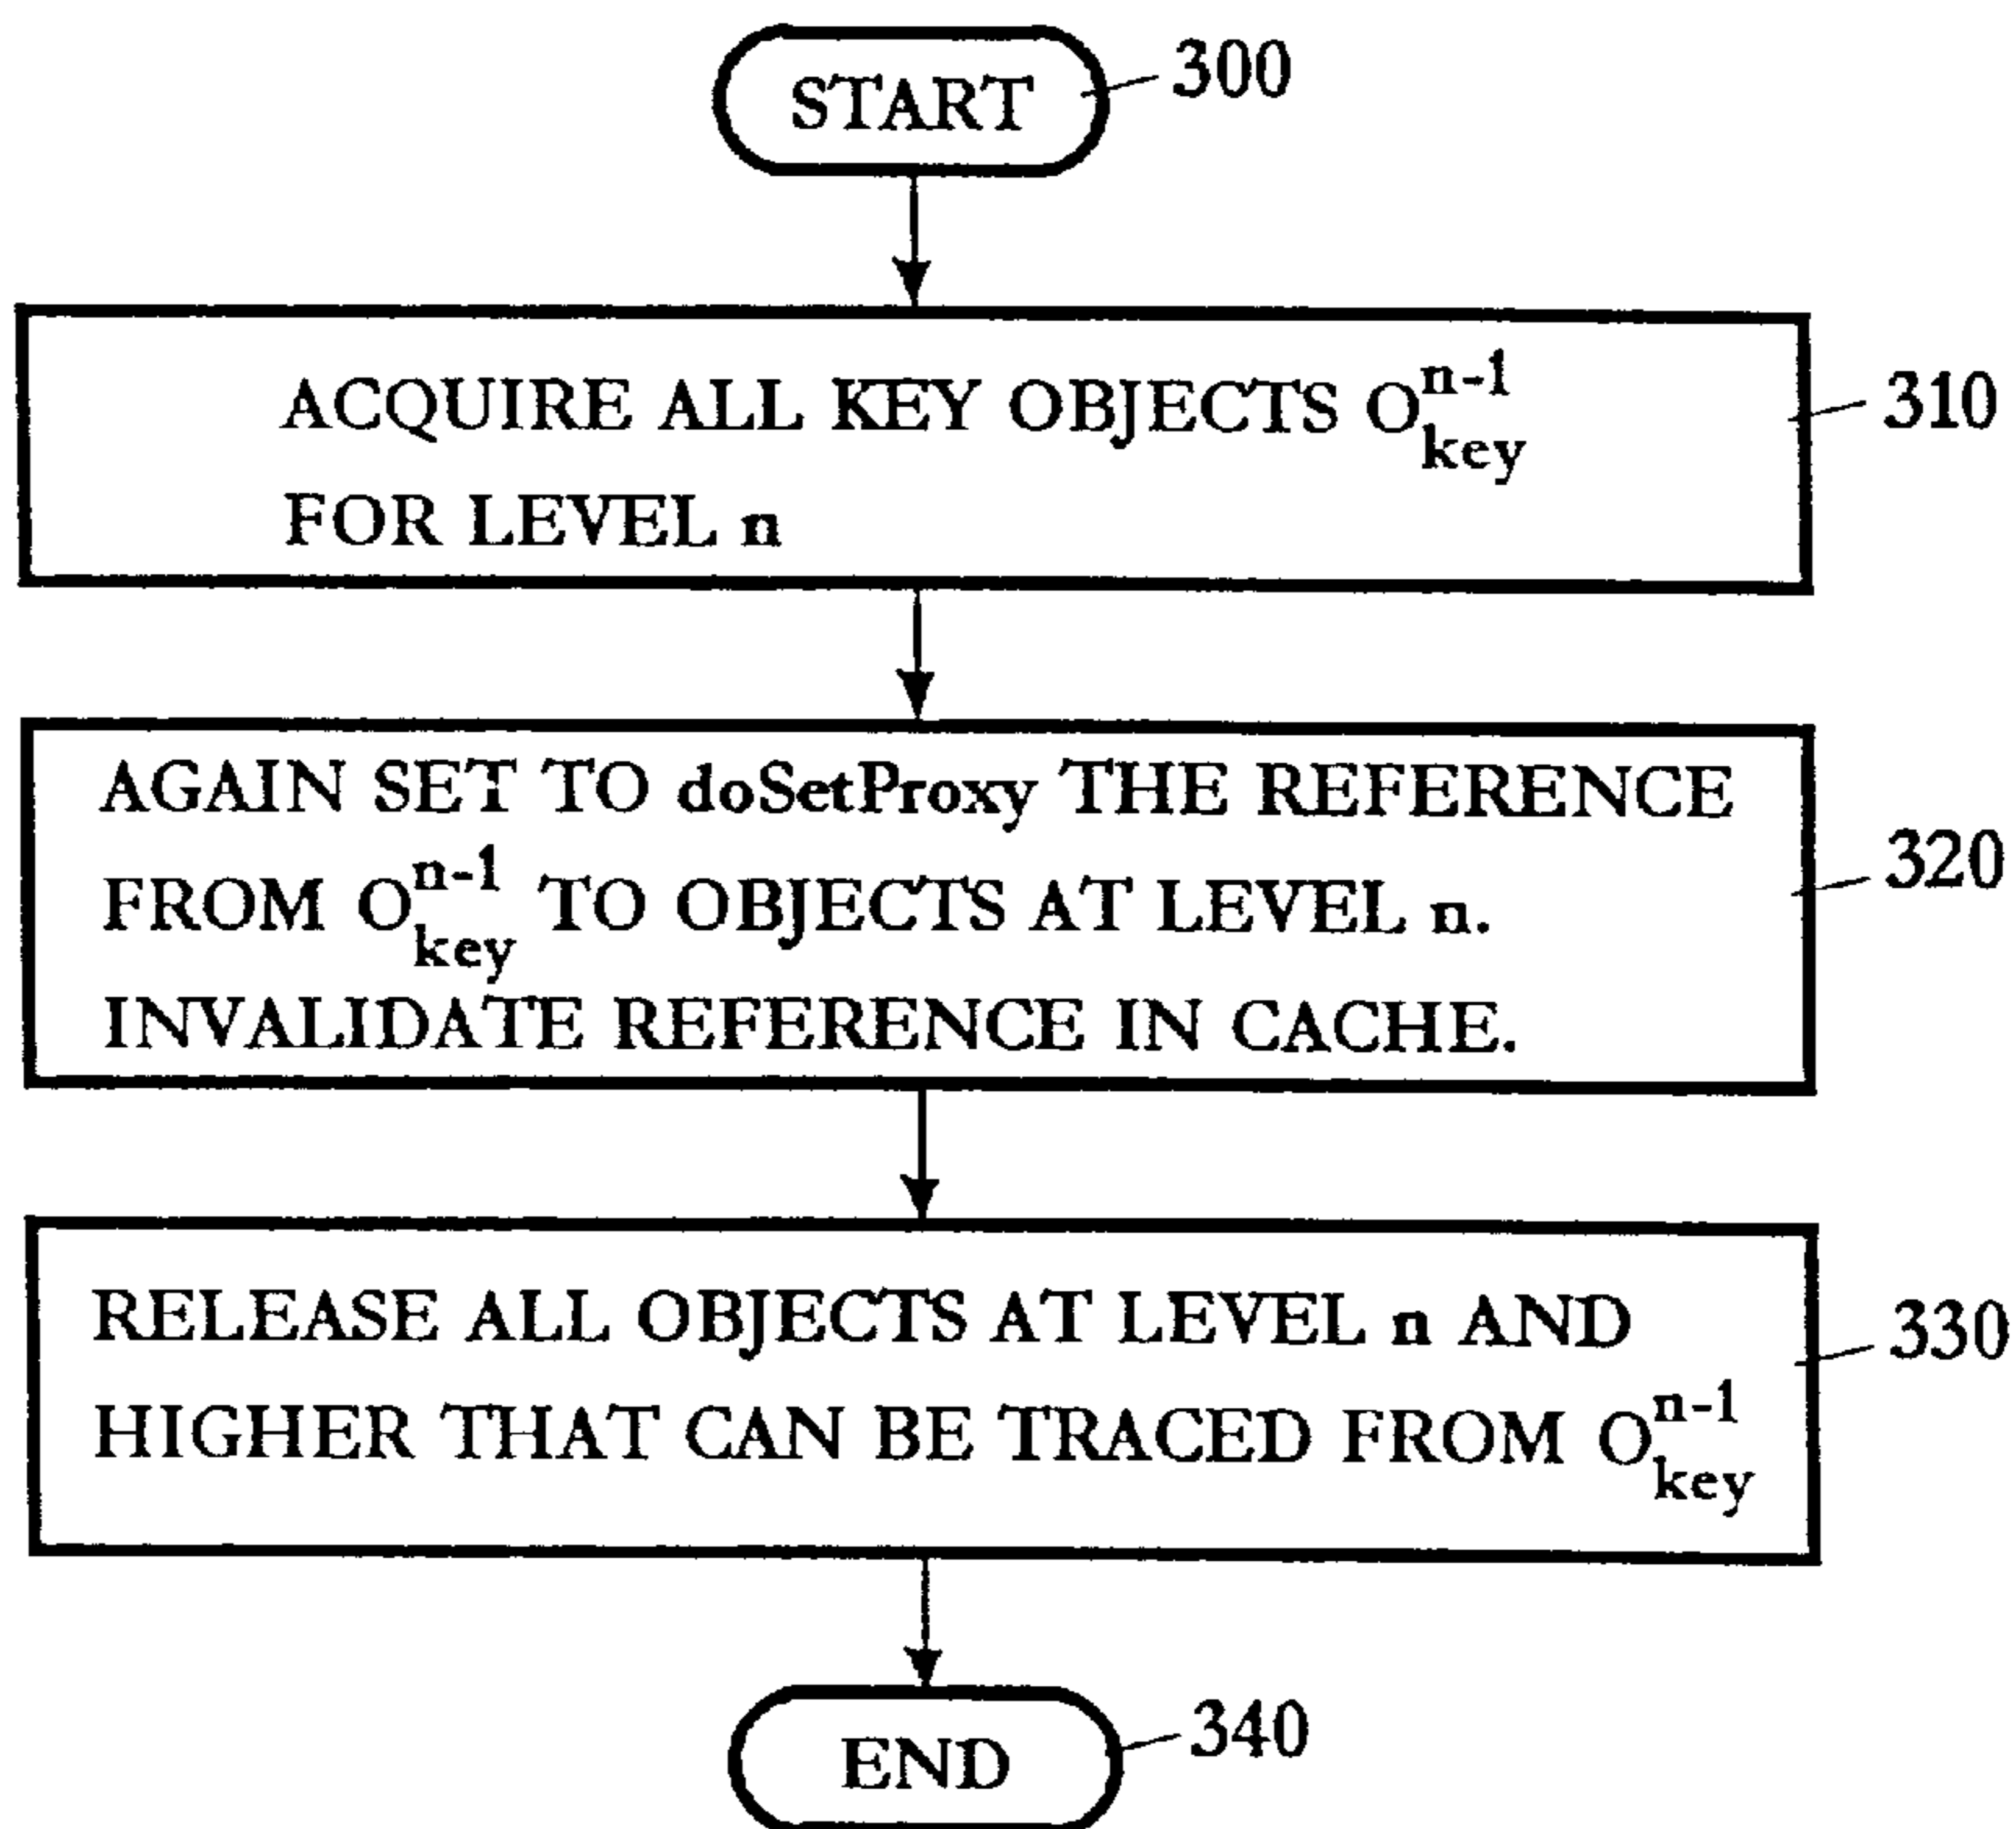 START
300
ACQUIRE ALL KEY OBJECTS O^{n-1}_{key}
FOR LEVEL n
310
AGAIN SET TO doSetProxy THE REFERENCE
FROM O^{n-1}_{key} TO OBJECTS AT LEVEL n.
INVALIDATE REFERENCE IN CACHE.
320
RELEASE ALL OBJECTS AT LEVEL n AND
HIGHER THAT CAN BE TRACED FROM O^{n-1}_{key}
330
END
340